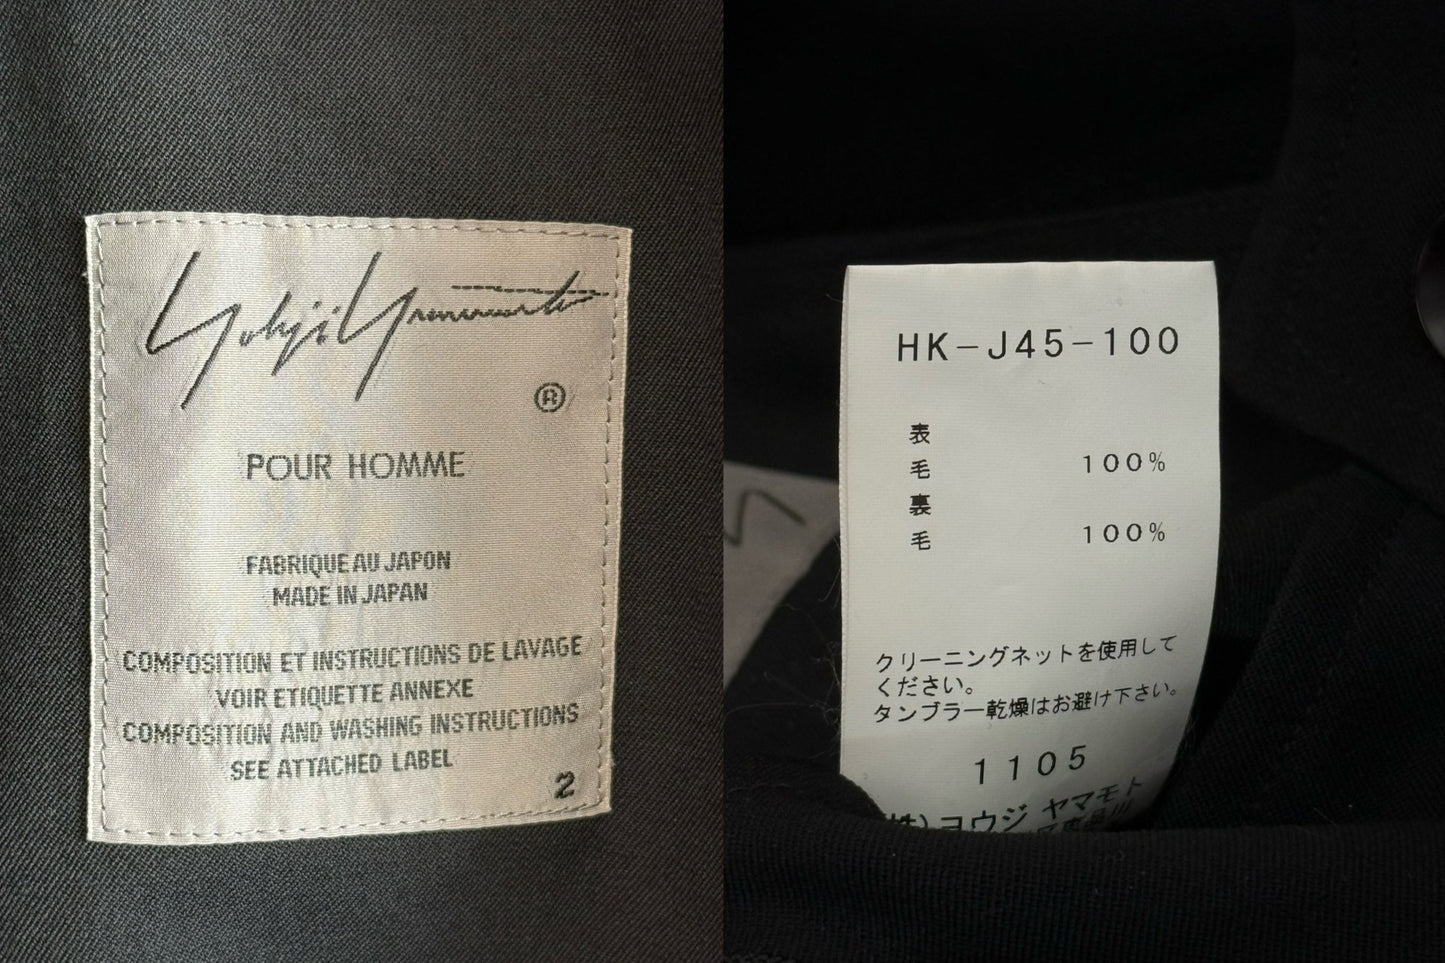 Yohji Yamamoto
®
POUR HOMME
FABRIQUE AU JAPON
MADE IN JAPAN
COMPOSITION ET INSTRUCTIONS DE LAVAGE
VOIR ETIQUETTE ANNEXE
COMPOSITION AND WASHING INSTRUCTIONS
SEE ATTACHED LABEL
2
HK-J45-100
表
毛 100%
裏
毛 100%
クリーニングネットを使用して
ください。
タンブラー乾燥はお避け下さい。
1105
(株)ヨウジ ヤマモト